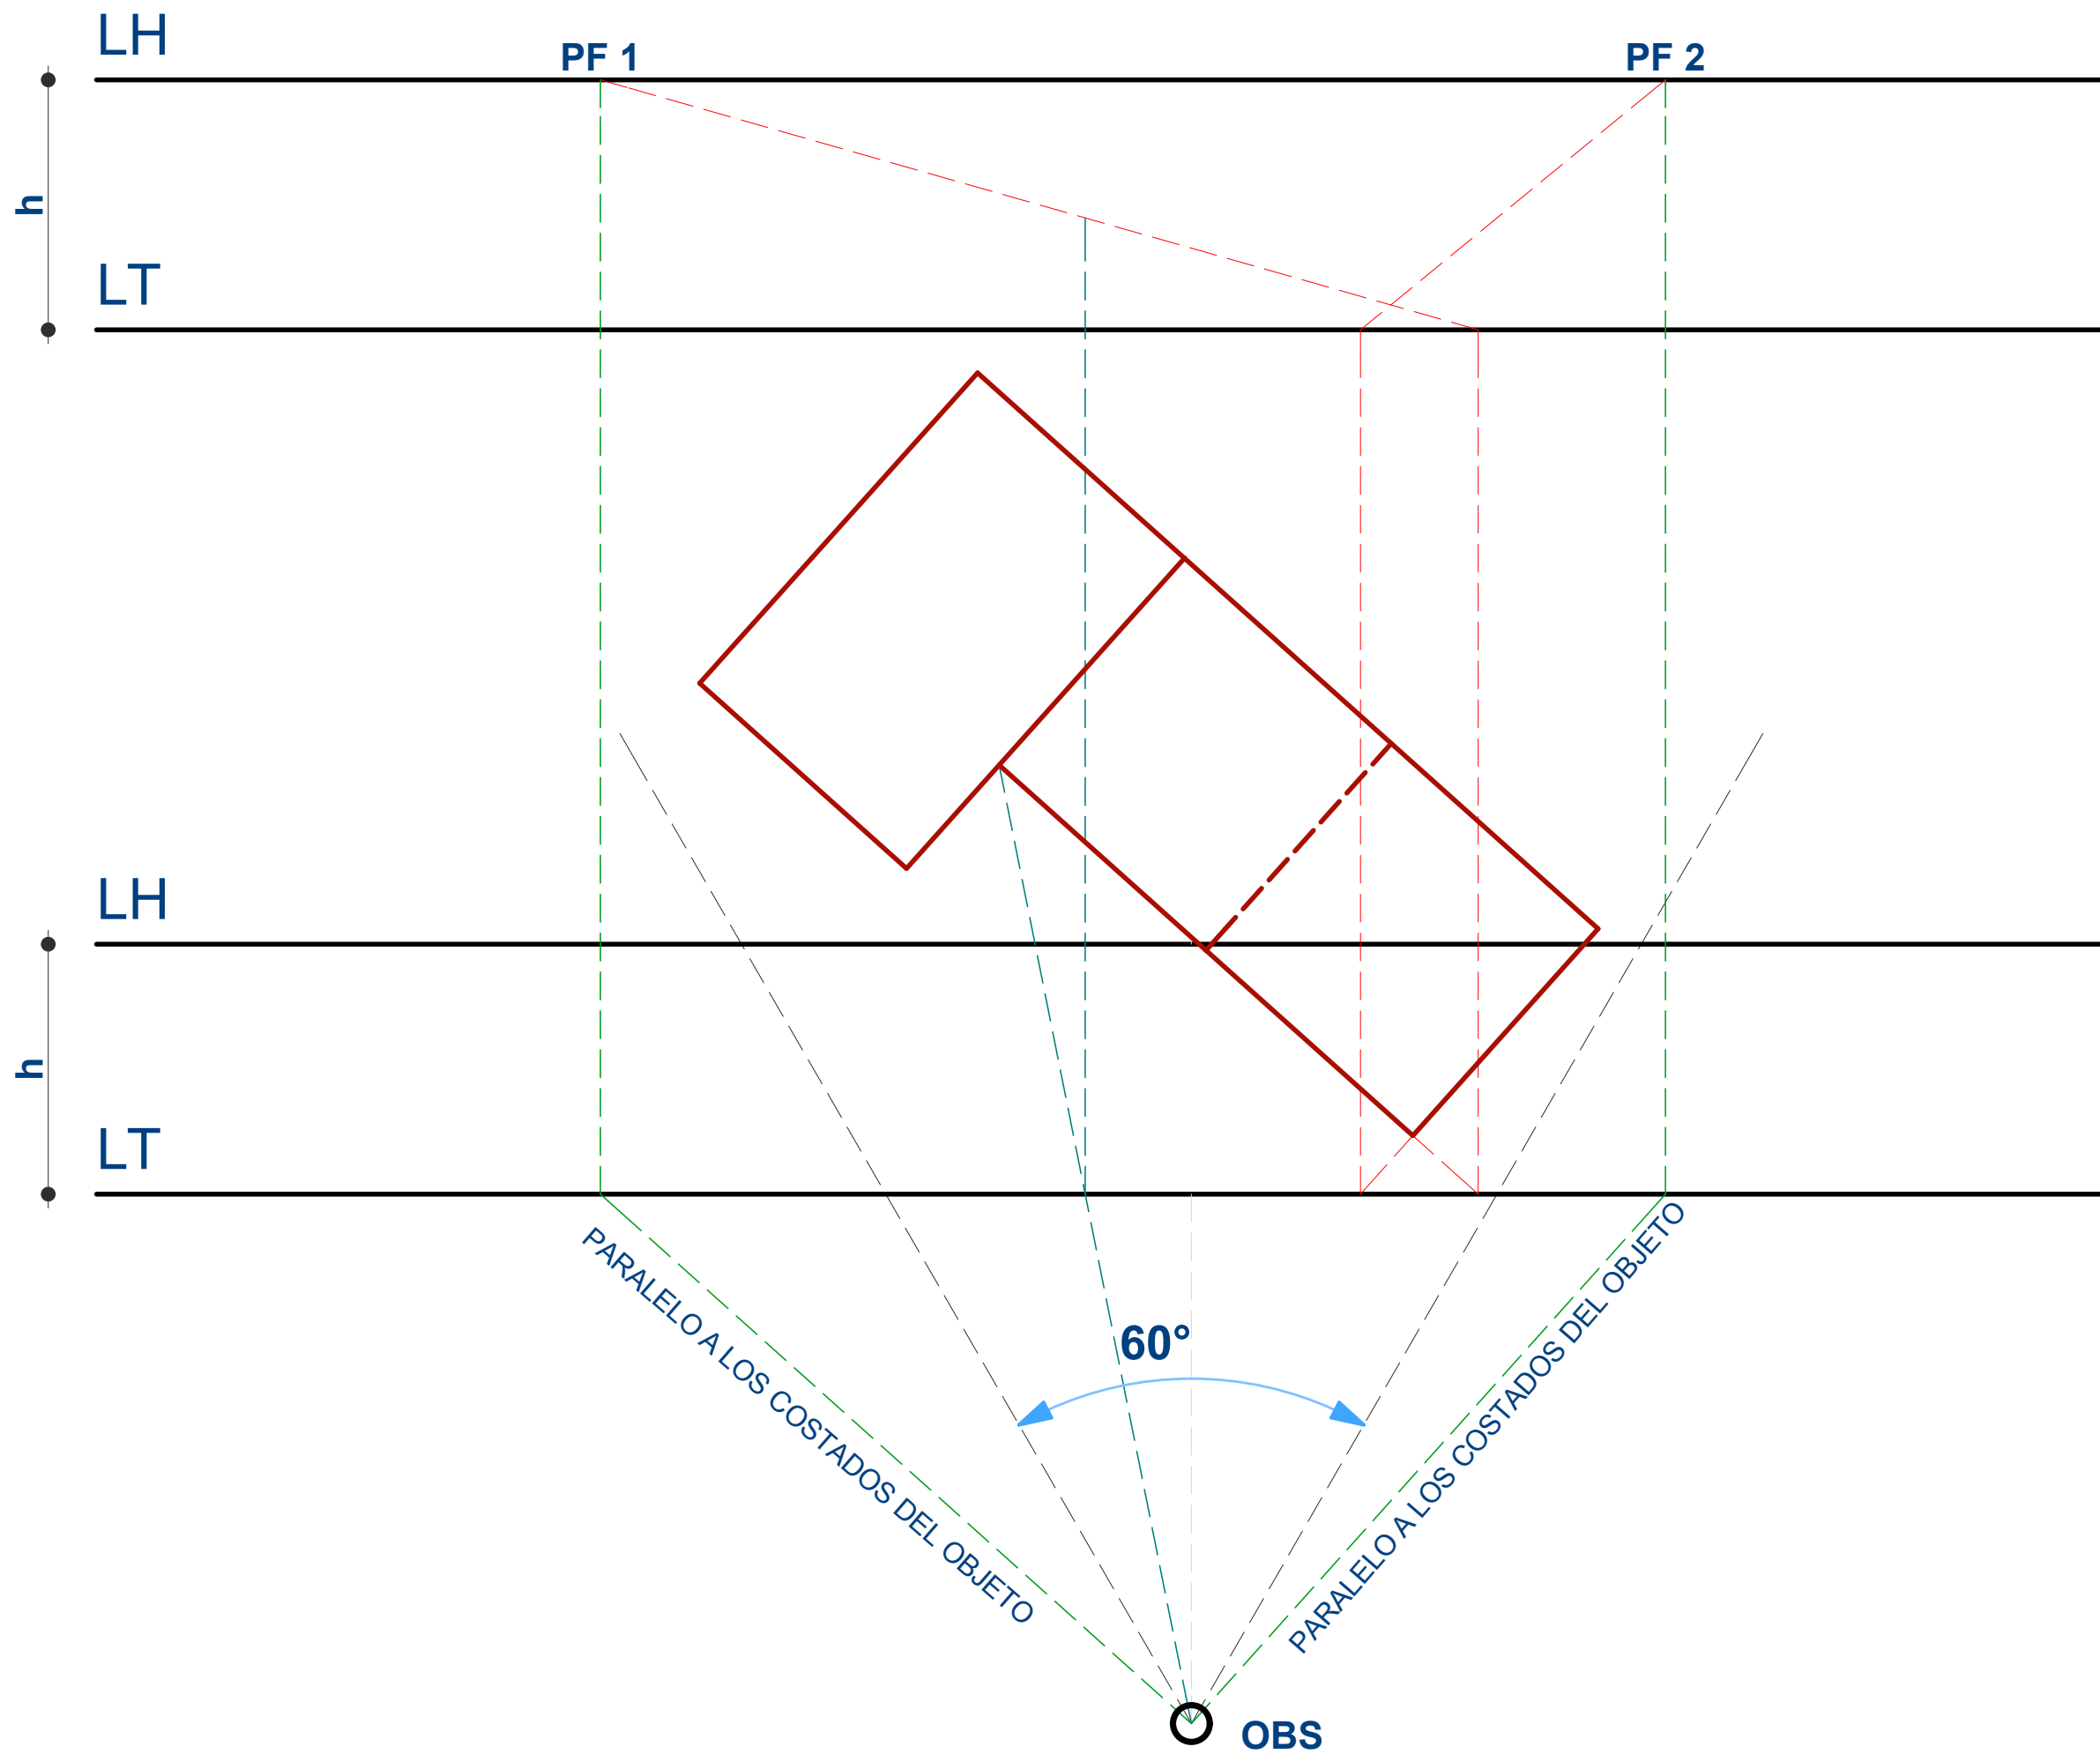 LH
PF 1
PF 2
h
LT
LH
h
LT
PARALELO A LOS COSTADOS DEL OBJETO
PARALELO A LOS COSTADOS DEL OBJETO
60°
OBS